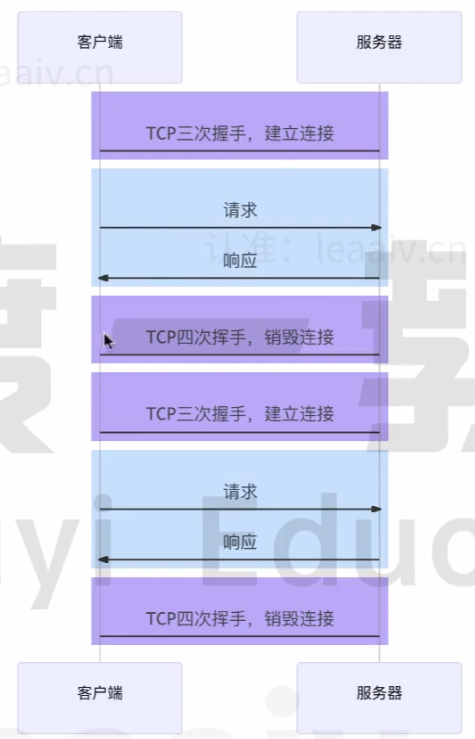 客户端
服务器
leaaiv.cn
TCP三次握手，建立连接
请求
认准：leaaiv.cn
响应
TCP四次挥手，销毁连接
TCP三次握手，建立连接
请求
yi Educ
响应
TCP四次挥手，销毁连接
客户端
服务器